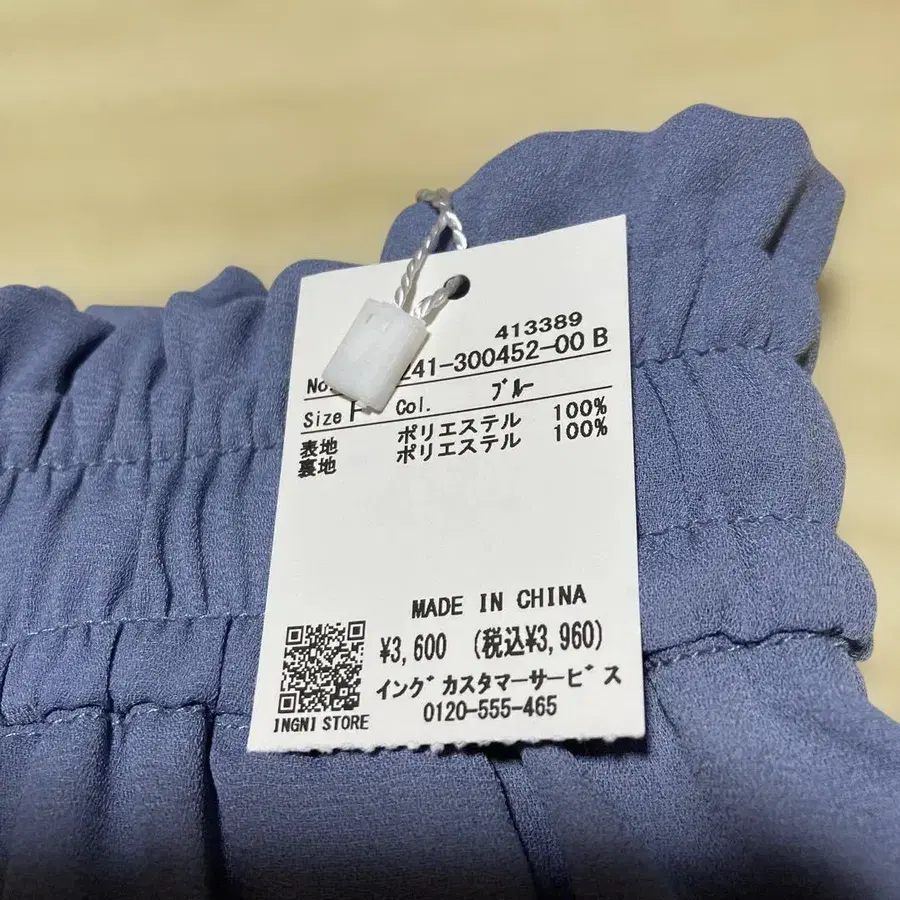 413389
No. 241-300452-00 B
Size F Col. ブルー
表地 ポリエステル 100%
裏地 ポリエステル 100%
MADE IN CHINA
¥3,600 (税込¥3,960)
イング カスタマーサービス
0120-555-465
INGNI STORE